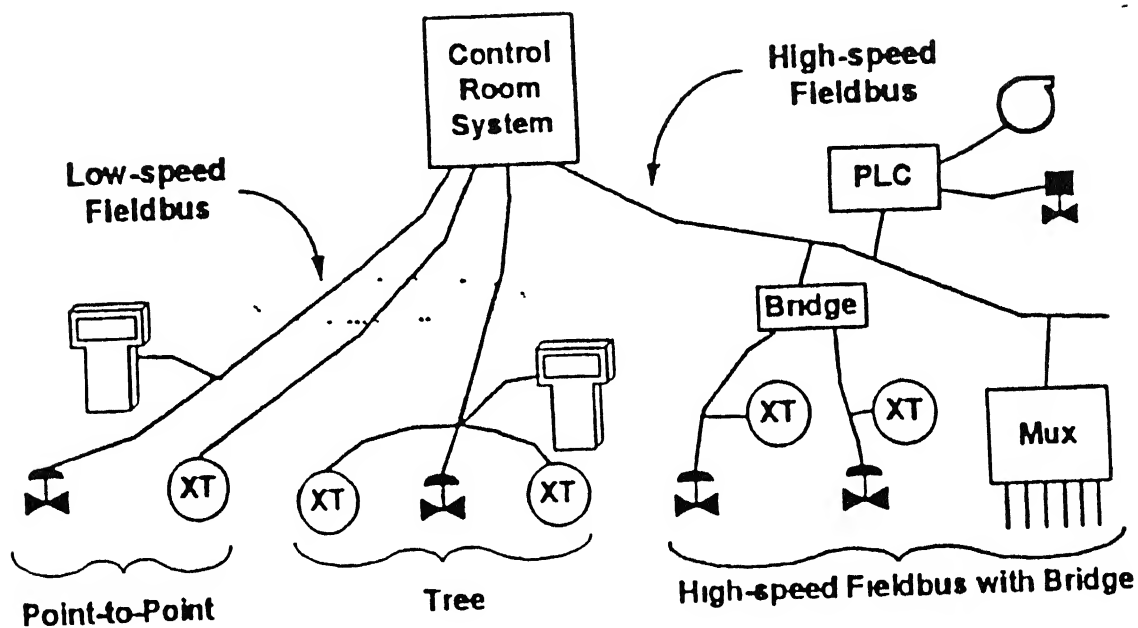 Control
Room
System
High-speed
Fieldbus
PLC
Low-speed
Fieldbus
Bridge
XT
XT
Mux
XT
XT
XT
Point-to-Point
Tree
High-speed Fieldbus with Bridge